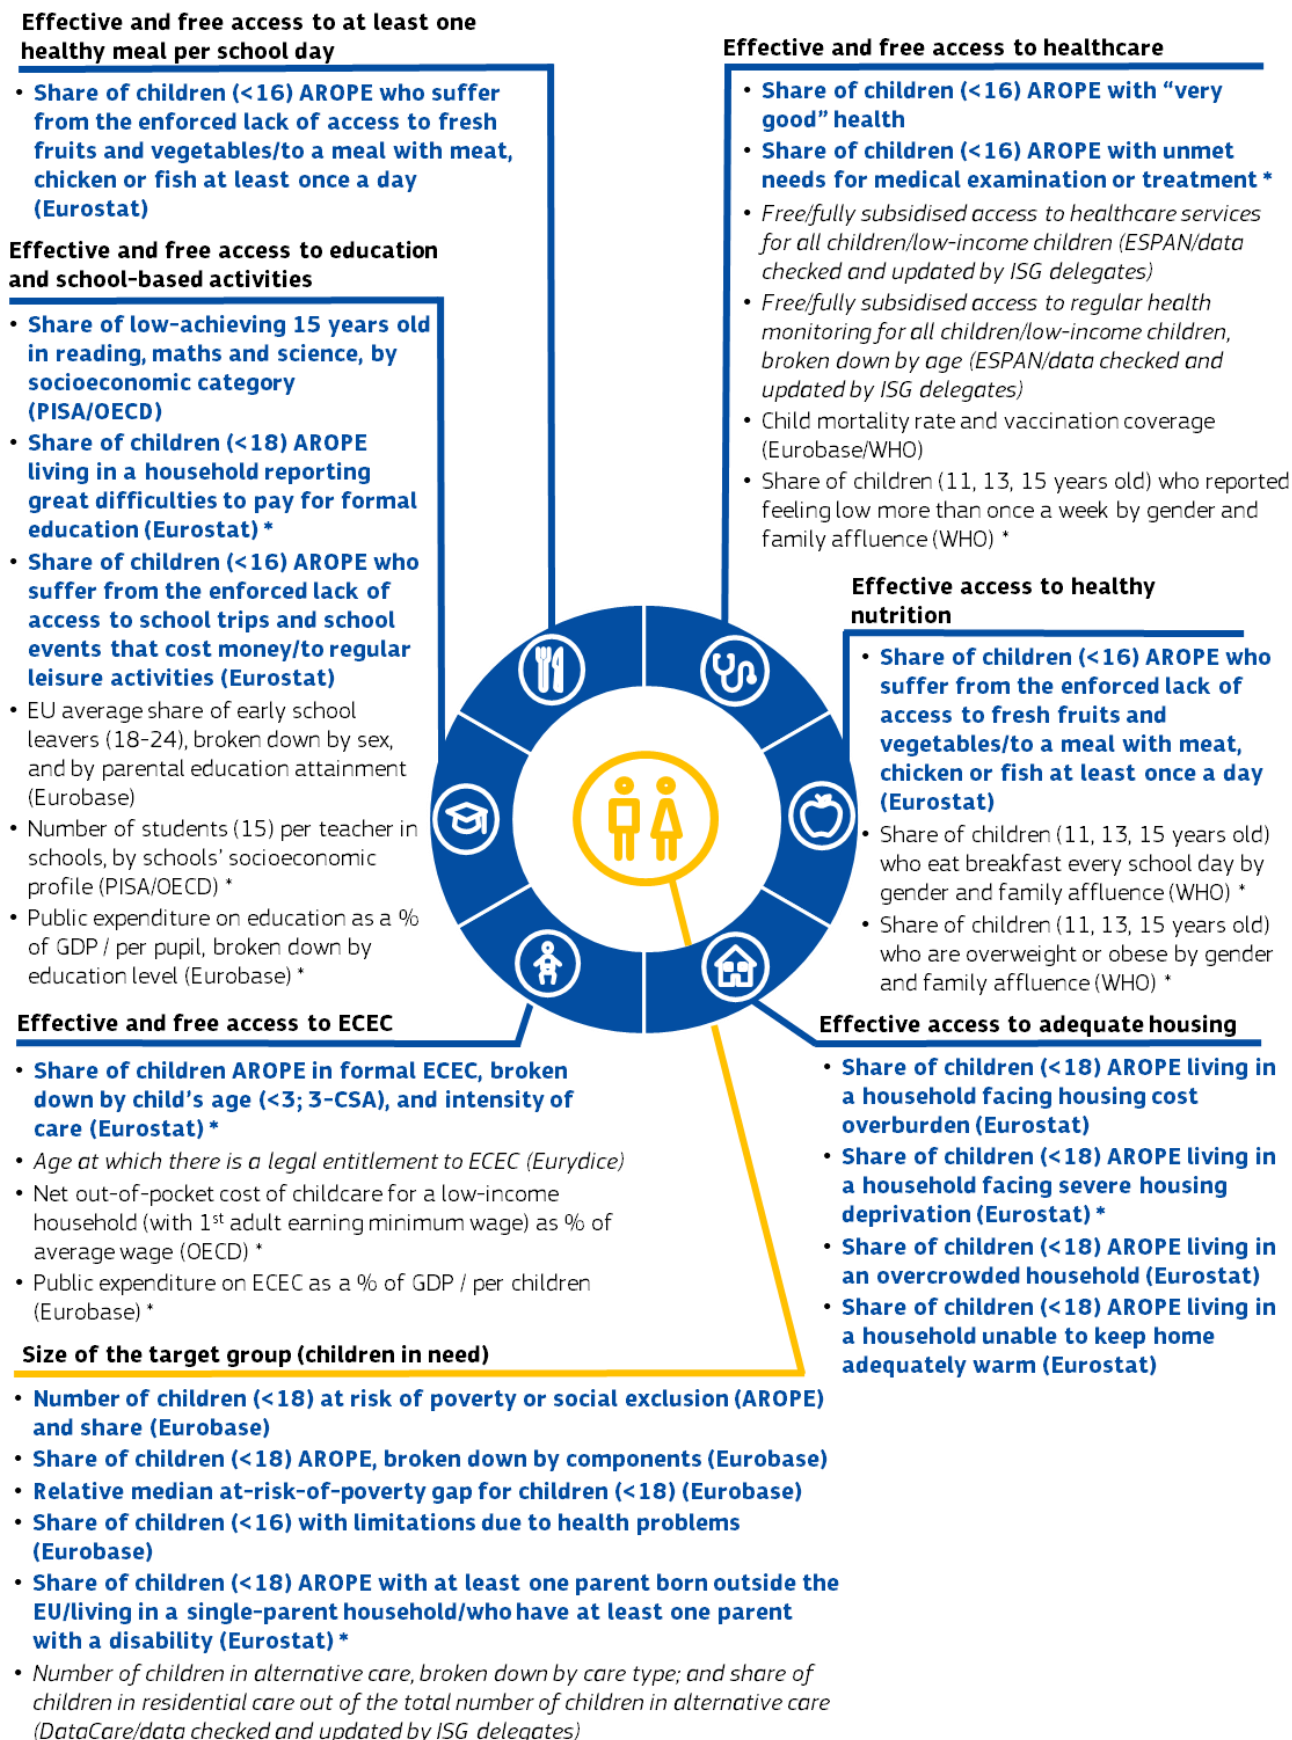 Effective and free access to at least one
healthy meal per school day
• Share of children (<16) AROPE who suffer
from the enforced lack of access to fresh
fruits and vegetables/to a meal with meat,
chicken or fish at least once a day
(Eurostat)
Effective and free access to education
and school-based activities
• Share of low-achieving 15 years old
in reading, maths and science, by
socioeconomic category
(PISA/OECD)
• Share of children (<18) AROPE
living in a household reporting
great difficulties to pay for formal
education (Eurostat) *
• Share of children (<16) AROPE who
suffer from the enforced lack of
access to school trips and school
events that cost money/to regular
leisure activities (Eurostat)
• EU average share of early school
leavers (18-24), broken down by sex,
and by parental education attainment
(Eurobase)
• Number of students (15) per teacher in
schools, by schools' socioeconomic
profile (PISA/OECD) *
• Public expenditure on education as a %
of GDP / per pupil, broken down by
education level (Eurobase) *
Effective and free access to ECEC
• Share of children AROPE in formal ECEC, broken
down by child's age (<3; 3-CSA), and intensity of
care (Eurostat) *
• Age at which there is a legal entitlement to ECEC (Eurydice)
• Net out-of-pocket cost of childcare for a low-income
household (with 1st adult earning minimum wage) as % of
average wage (OECD) *
• Public expenditure on ECEC as a % of GDP / per children
(Eurobase) *
Effective and free access to healthcare
• Share of children (<16) AROPE with “very
good” health
• Share of children (<16) AROPE with unmet
needs for medical examination or treatment *
• Free/fully subsidised access to healthcare services
for all children/low-income children (ESPAN/data
checked and updated by ISG delegates)
• Free/fully subsidised access to regular health
monitoring for all children/low-income children,
broken down by age (ESPAN/data checked and
updated by ISG delegates)
• Child mortality rate and vaccination coverage
(Eurobase/WHO)
• Share of children (11, 13, 15 years old) who reported
feeling low more than once a week by gender and
family affluence (WHO) *
Effective access to healthy
nutrition
• Share of children (<16) AROPE who
suffer from the enforced lack of
access to fresh fruits and
vegetables/to a meal with meat,
chicken or fish at least once a day
(Eurostat)
• Share of children (11, 13, 15 years old)
who eat breakfast every school day by
gender and family affluence (WHO) *
• Share of children (11, 13, 15 years old)
who are overweight or obese by gender
and family affluence (WHO) *
Effective access to adequate housing
• Share of children (<18) AROPE living in
a household facing housing cost
overburden (Eurostat)
• Share of children (<18) AROPE living in
a household facing severe housing
deprivation (Eurostat) *
• Share of children (<18) AROPE living in
an overcrowded household (Eurostat)
• Share of children (<18) AROPE living in
a household unable to keep home
adequately warm (Eurostat)
Size of the target group (children in need)
• Number of children (<18) at risk of poverty or social exclusion (AROPE)
and share (Eurobase)
• Share of children (<18) AROPE, broken down by components (Eurobase)
• Relative median at-risk-of-poverty gap for children (<18) (Eurobase)
• Share of children (<16) with limitations due to health problems
(Eurobase)
• Share of children (<18) AROPE with at least one parent born outside the
EU/living in a single-parent household/who have at least one parent
with a disability (Eurostat) *
• Number of children in alternative care, broken down by care type; and share of
children in residential care out of the total number of children in alternative care
(DataCare/data checked and updated by ISG delegates)